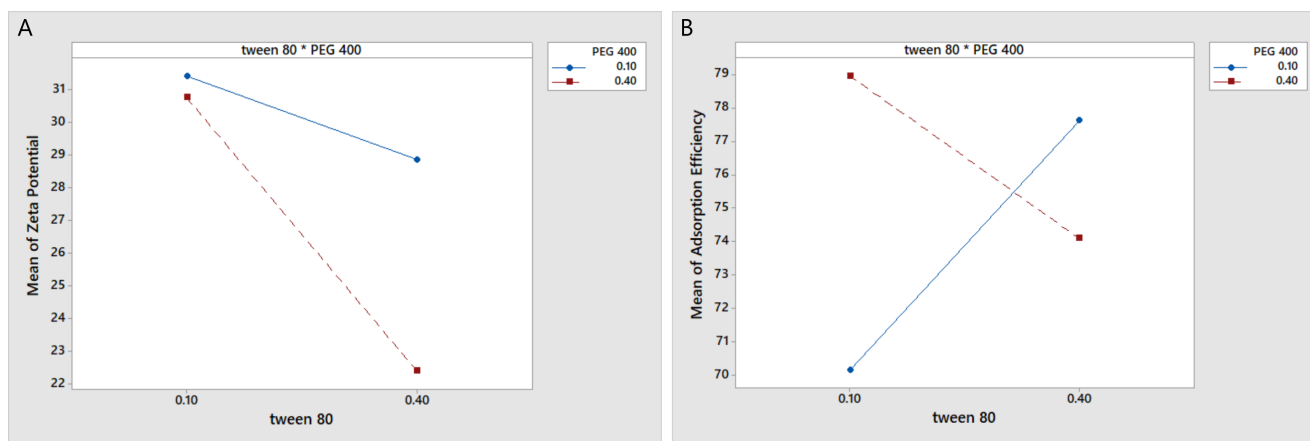 A
tween 80 * PEG 400
PEG 400
0.10
0.40
Mean of Zeta Potential
31
30
29
28
27
26
25
24
23
22
0.10
0.40
tween 80
B
tween 80 * PEG 400
PEG 400
0.10
0.40
Mean of Adsorption Efficiency
79
78
77
76
75
74
73
72
71
70
0.10
0.40
tween 80